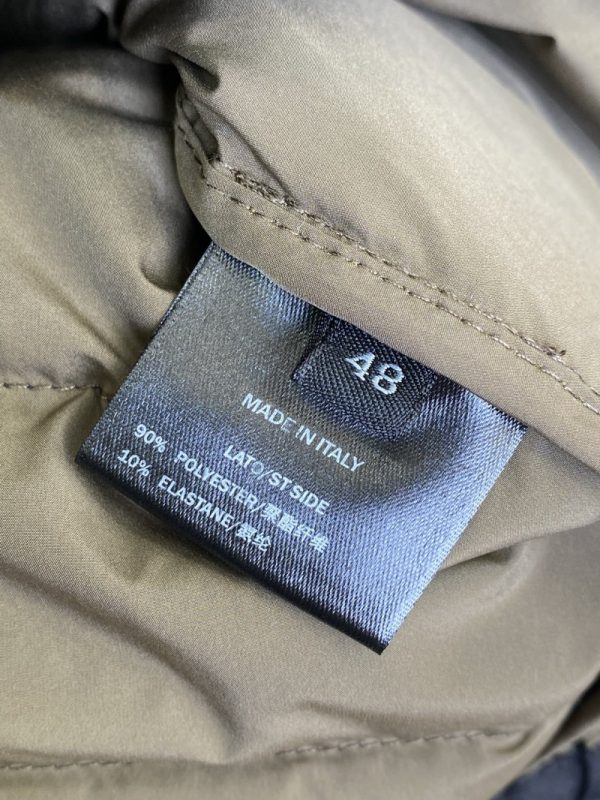 48
MADE IN ITALY
LATO/ST SIDE
90% POLYESTER/聚酯纤维
10% ELASTANE/氨纶